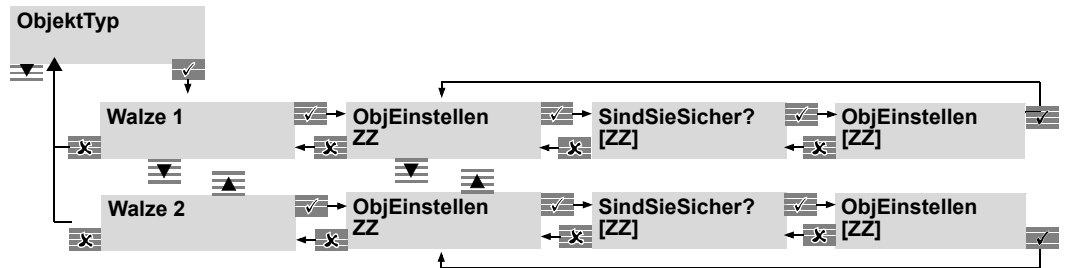 ObjektTyp
Walze 1
ObjEinstellen
ZZ
SindSieSicher?
[ZZ]
ObjEinstellen
[ZZ]
Walze 2
ObjEinstellen
ZZ
SindSieSicher?
[ZZ]
ObjEinstellen
[ZZ]